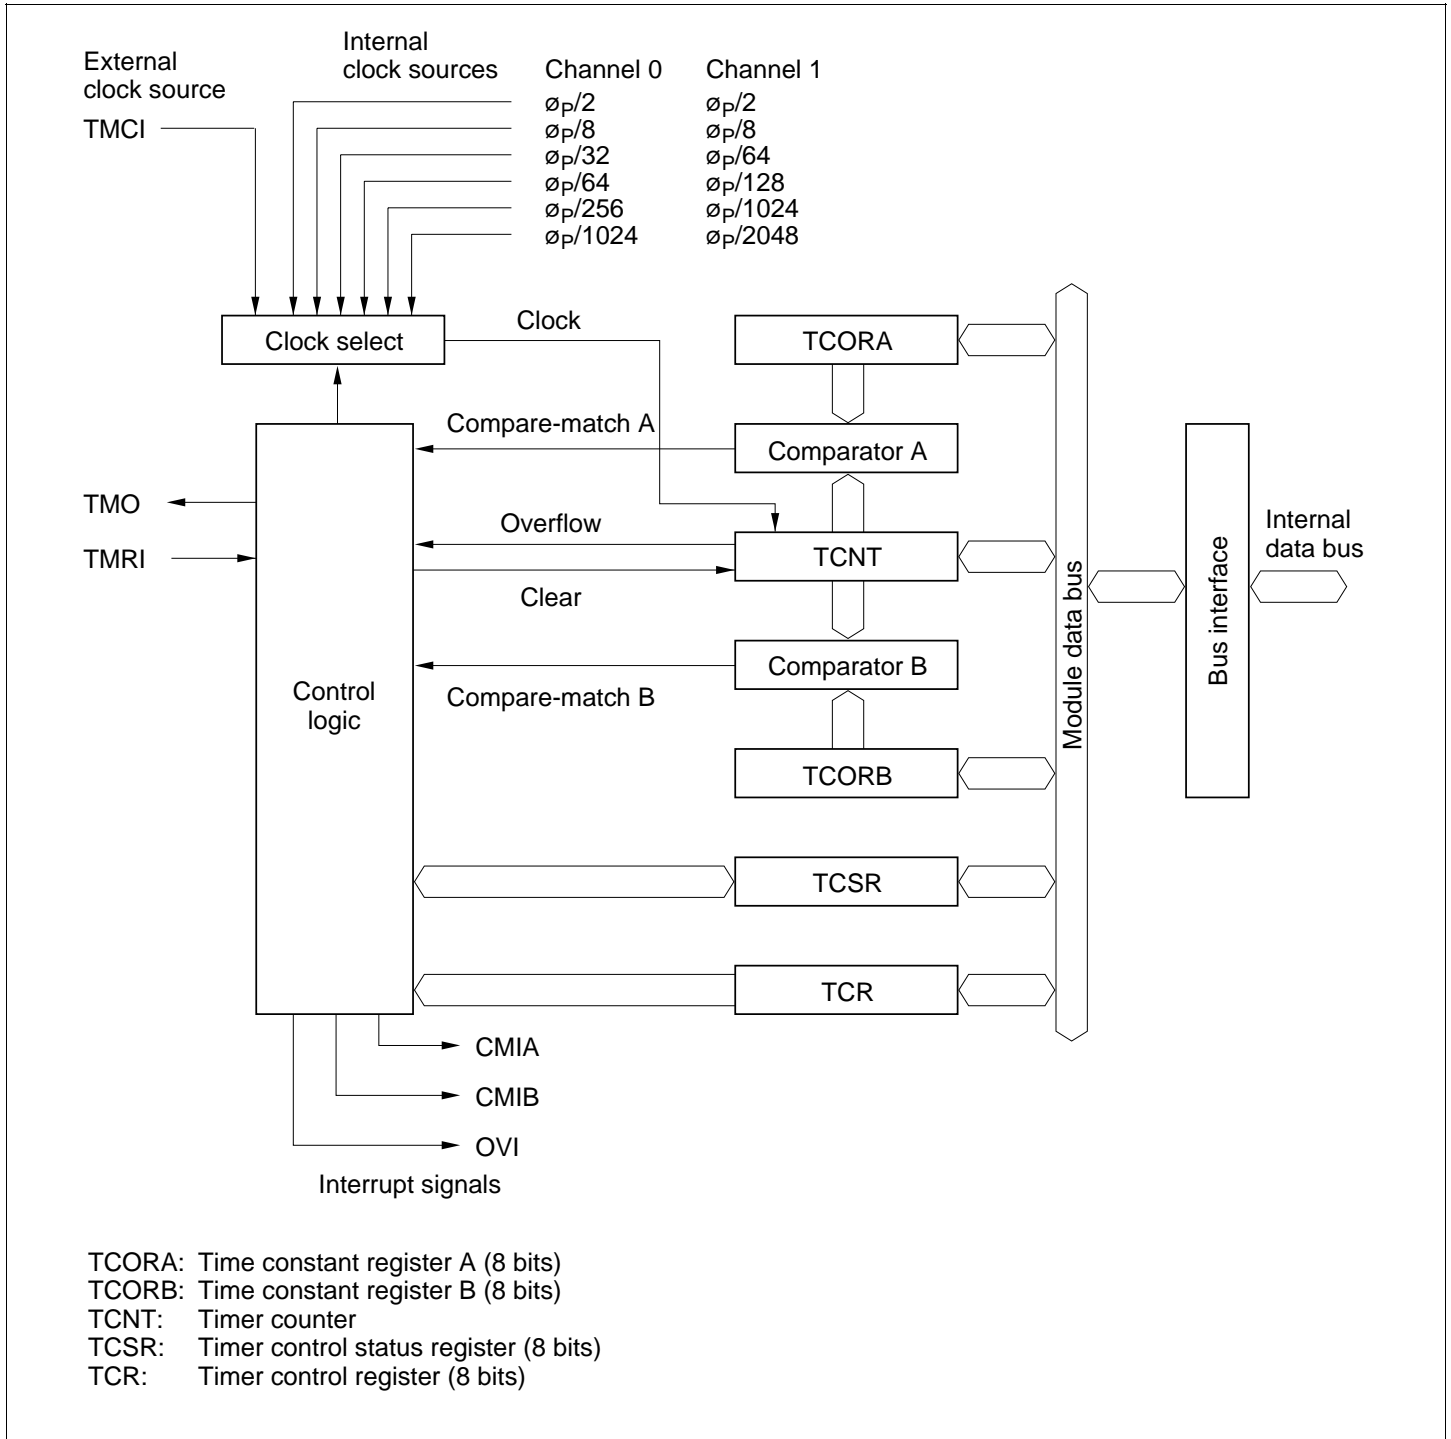 External
clock source
TMCI
Internal
clock sources
Channel 0 Channel 1
øP/2 øP/2
øP/8 øP/8
øP/32 øP/64
øP/64 øP/128
øP/256 øP/1024
øP/1024 øP/2048
Clock select
Clock
TCORA
Compare-match A
Comparator A
TMO
TMRI
Overflow
TCNT
Clear
Control
logic
Comparator B
Compare-match B
TCORB
TCSR
TCR
Module data bus
Bus interface
Internal
data bus
CMIA
CMIB
OVI
Interrupt signals
TCORA: Time constant register A (8 bits)
TCORB: Time constant register B (8 bits)
TCNT: Timer counter
TCSR: Timer control status register (8 bits)
TCR: Timer control register (8 bits)